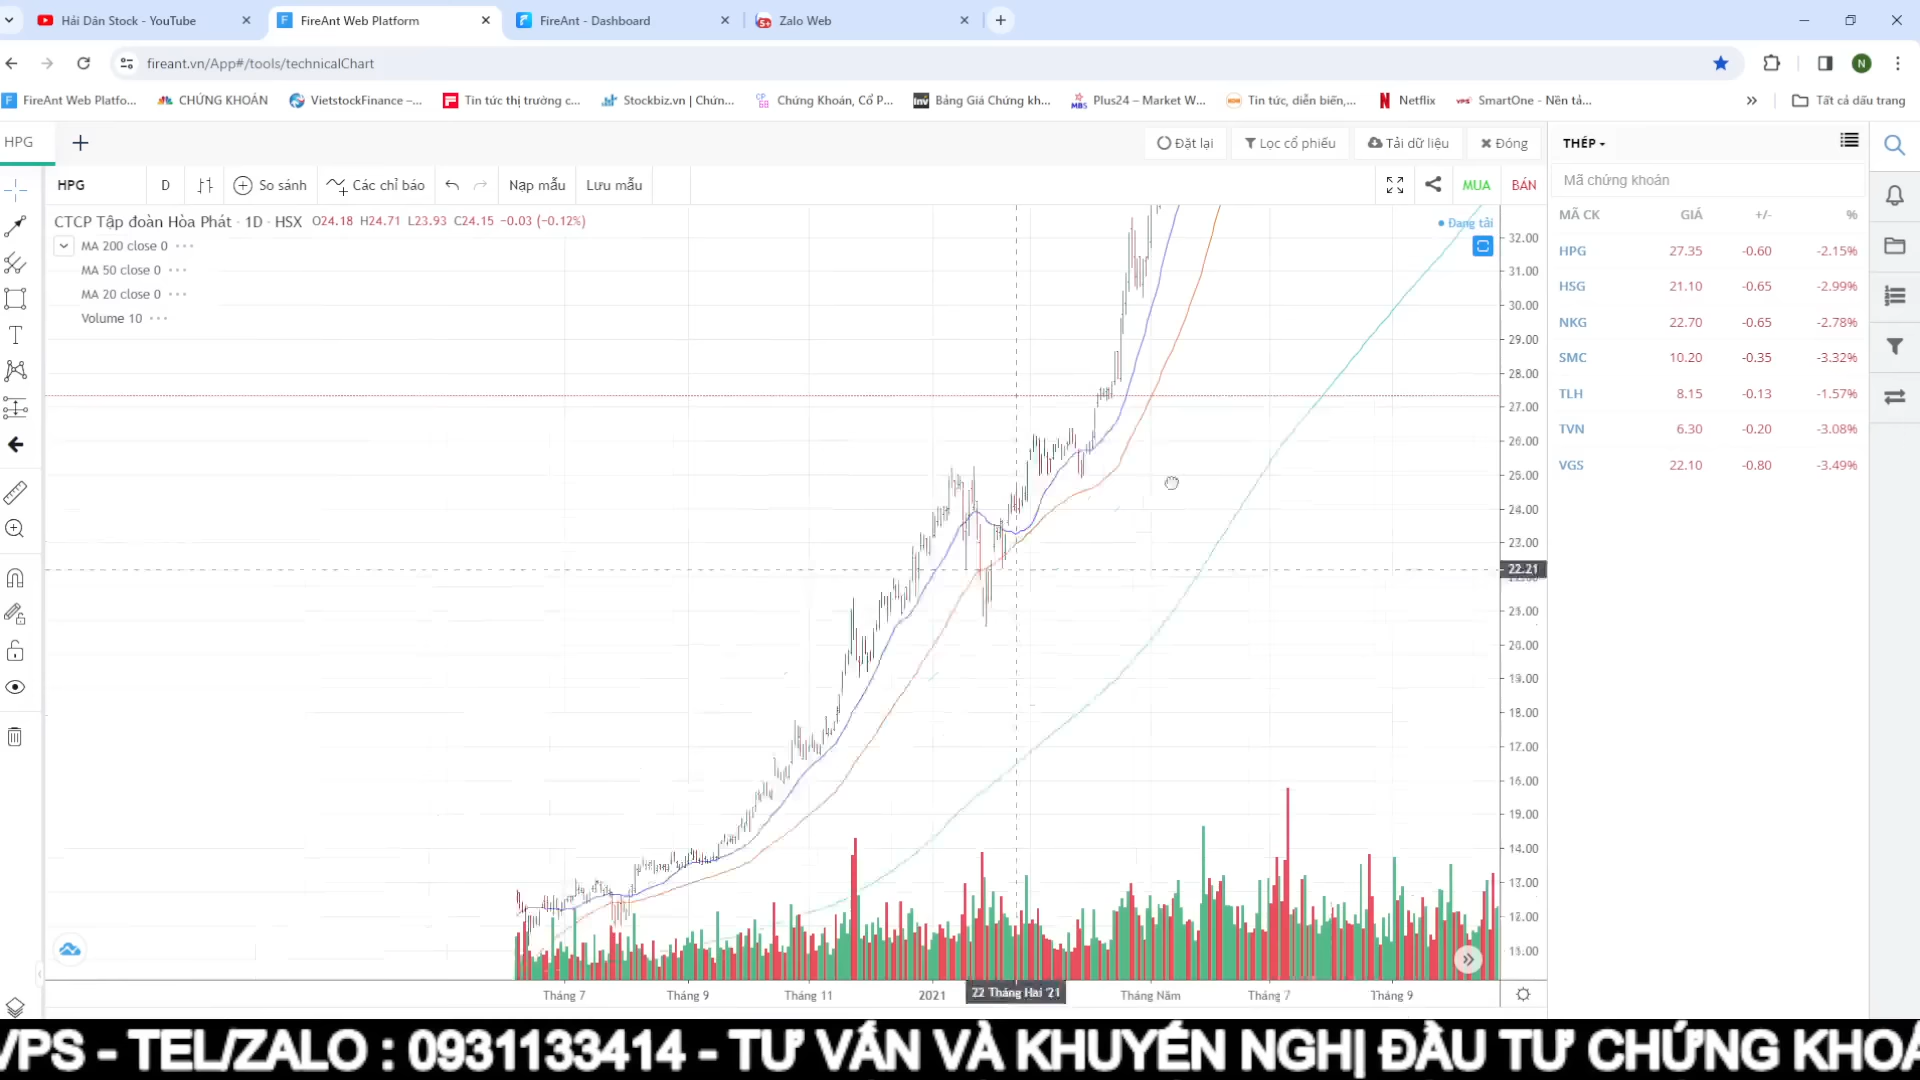 Hải Dân Stock - YouTube
FireAnt Web Platform
FireAnt - Dashboard
Zalo Web
fireant.vn/App#/tools/technicalChart
FireAnt Web Platfo...
CHỨNG KHOÁN
VietstockFinance –...
Tin tức thị trường c...
Stockbiz.vn | Chứn...
Chứng Khoán, Cổ P...
Bảng Giá Chứng kh...
Plus24 – Market W...
Tin tức, diễn biến,...
Netflix
SmartOne - Nền tả...
Tất cả dấu trang
HPG
Đặt lại
Lọc cổ phiếu
Tải dữ liệu
Đóng
HPG
D
So sánh
Các chỉ báo
Nạp mẫu
Lưu mẫu
MUA
BÁN
CTCP Tập đoàn Hòa Phát · 1D · HSX O24.18 H24.71 L23.93 C24.15 −0.03 (−0.12%)
Đang tải
MA 200 close 0
MA 50 close 0
MA 20 close 0
Volume 10
32.00
31.00
30.00
29.00
28.00
27.00
26.00
25.00
24.00
23.00
22.21
21.00
20.00
19.00
18.00
17.00
16.00
14.00
13.00
12.00
Tháng 7
Tháng 9
Tháng 11
2021
22 Tháng Hai '21
Tháng Năm
Tháng 7
Tháng 9
THÉP
Mã chứng khoán
MÃ CK GIÁ +/- %
HPG 27.35 -0.60 -2.15%
HSG 21.10 -0.65 -2.99%
NKG 22.70 -0.65 -2.78%
SMC 10.20 -0.35 -3.32%
TLH 8.15 -0.13 -1.57%
TVN 6.30 -0.20 -3.08%
VGS 22.10 -0.80 -3.49%
VPS - TEL/ZALO : 0931133414 - TƯ VẤN VÀ KHUYẾN NGHỊ ĐẦU TƯ CHỨNG KHOÁ